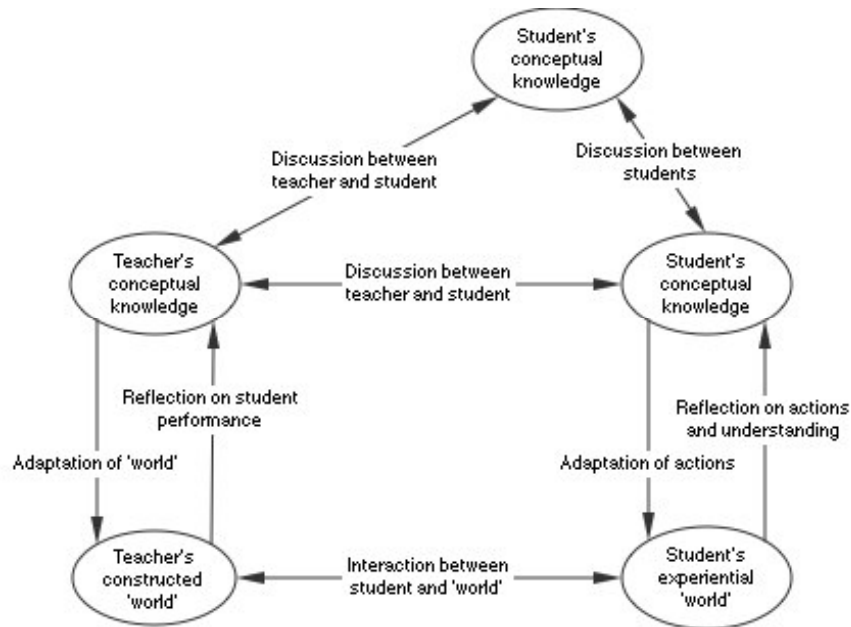 Student's
conceptual
knowledge
Discussion between
teacher and student
Discussion between
students
Teacher's
conceptual
knowledge
Discussion between
teacher and student
Student's
conceptual
knowledge
Reflection on student
performance
Reflection on actions
and understanding
Adaptation of 'world'
Adaptation of actions
Teacher's
constructed
'world'
Interaction between
student and 'world'
Student's
experiential
'world'